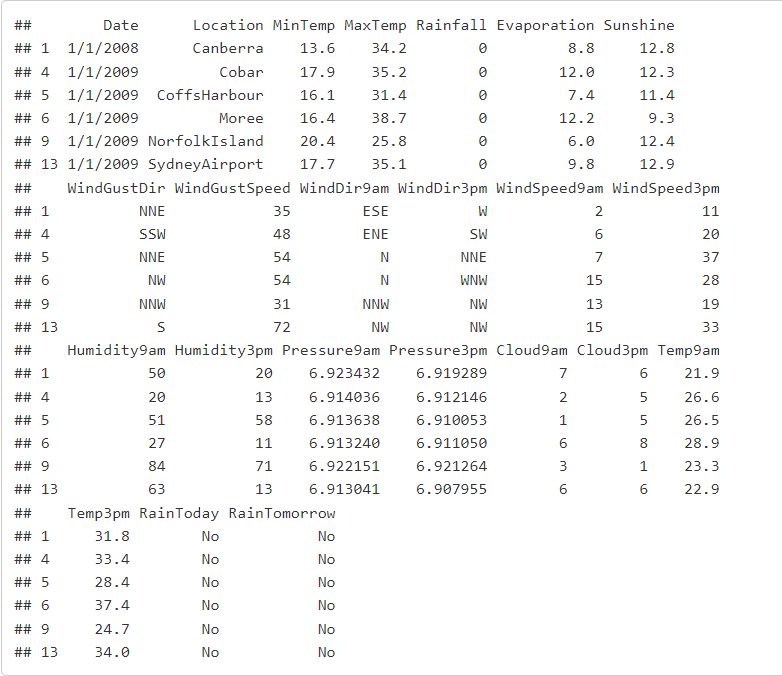 ##          Date      Location MinTemp MaxTemp Rainfall Evaporation Sunshine
## 1  1/1/2008      Canberra    13.6    34.2        0         8.8     12.8
## 4  1/1/2009         Cobar    17.9    35.2        0        12.0     12.3
## 5  1/1/2009  CoffsHarbour    16.1    31.4        0         7.4     11.4
## 6  1/1/2009         Moree    16.4    38.7        0        12.2      9.3
## 9  1/1/2009 NorfolkIsland    20.4    25.8        0         6.0     12.4
## 13 1/1/2009 SydneyAirport    17.7    35.1        0         9.8     12.9
##    WindGustDir WindGustSpeed WindDir9am WindDir3pm WindSpeed9am WindSpeed3pm
## 1          NNE            35        ESE          W            2           11
## 4          SSW            48        ENE         SW            6           20
## 5          NNE            54          N        NNE            7           37
## 6           NW            54          N        WNW           15           28
## 9          NNW            31        NNW         NW           13           19
## 13           S            72         NW         NW           15           33
##    Humidity9am Humidity3pm Pressure9am Pressure3pm Cloud9am Cloud3pm Temp9am
## 1           50          20    6.923432    6.919289        7        6    21.9
## 4           20          13    6.914036    6.912146        2        5    26.6
## 5           51          58    6.913638    6.910053        1        5    26.5
## 6           27          11    6.913240    6.911050        6        8    28.9
## 9           84          71    6.922151    6.921264        3        1    23.3
## 13          63          13    6.913041    6.907955        6        6    22.9
##    Temp3pm RainToday RainTomorrow
## 1     31.8        No           No
## 4     33.4        No           No
## 5     28.4        No           No
## 6     37.4        No           No
## 9     24.7        No           No
## 13    34.0        No           No